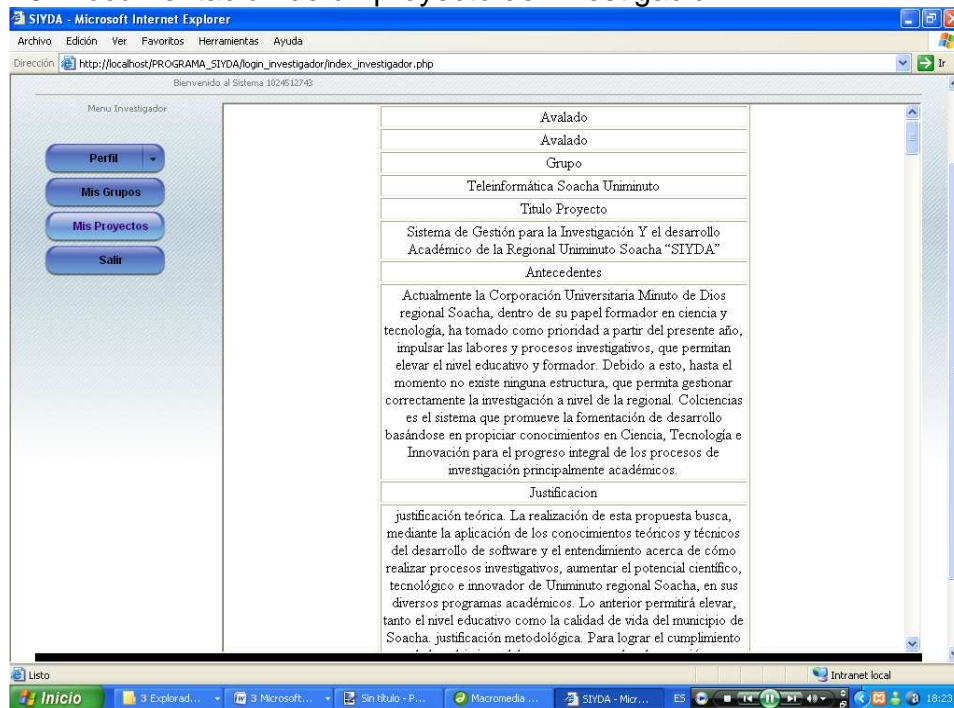 SIYDA - Microsoft Internet Explorer
Archivo Edición Ver Favoritos Herramientas Ayuda
Dirección http://localhost/PROGRAMA_SIYDA/login_investigador/index_investigador.php Ir
Bienvenido al Sistema 1024512743
Menu Investigador
Perfil
Mis Grupos
Mis Proyectos
Salir
Avalado
Avalado
Grupo
Teleinformática Soacha Uniminuto
Titulo Proyecto
Sistema de Gestión para la Investigación Y el desarrollo
Académico de la Regional Uniminuto Soacha “SIYDA”
Antecedentes
Actualmente la Corporación Universitaria Minuto de Dios
regional Soacha, dentro de su papel formador en ciencia y
tecnología, ha tomado como prioridad a partir del presente año,
impulsar las labores y procesos investigativos, que permitan
elevar el nivel educativo y formador. Debido a esto, hasta el
momento no existe ninguna estructura, que permita gestionar
correctamente la investigación a nivel de la regional. Colciencias
es el sistema que promueve la fomentación de desarrollo
basándose en propiciar conocimientos en Ciencia, Tecnología e
Innovación para el progreso integral de los procesos de
investigación principalmente académicos.
Justificacion
justificación teórica. La realización de esta propuesta busca,
mediante la aplicación de los conocimientos teóricos y técnicos
del desarrollo de software y el entendimiento acerca de cómo
realizar procesos investigativos, aumentar el potencial científico,
tecnológico e innovador de Uniminuto regional Soacha, en sus
diversos programas académicos. Lo anterior permitirá elevar,
tanto el nivel educativo como la calidad de vida del municipio de
Soacha. justificación metodológica. Para lograr el cumplimiento
Listo Intranet local
Inicio 3 Explorad... 3 Microsoft... Sin título - P... Macromedia ... SIYDA - Micr... ES 18:23